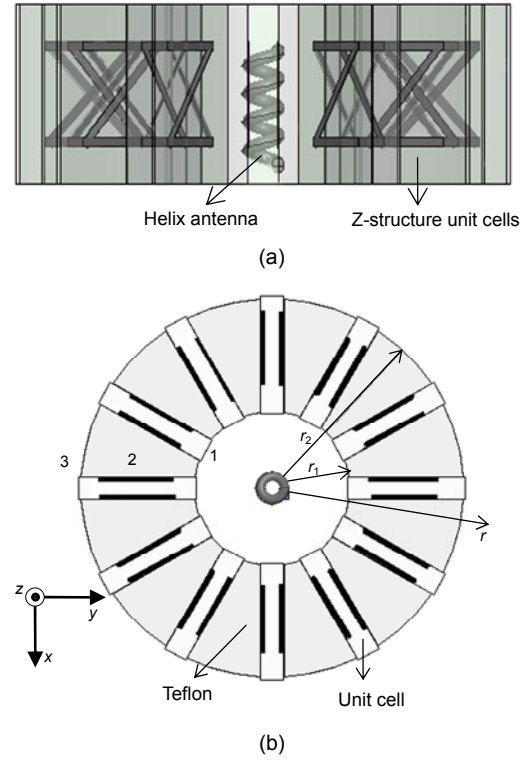 Helix antenna
Z-structure unit cells
(a)
r2
r1
1
2
3
r
z
y
x
Teflon
Unit cell
(b)